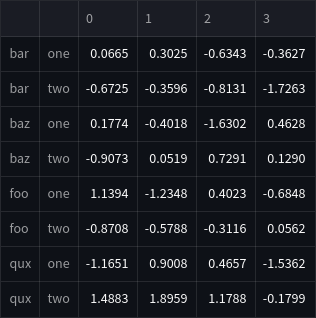 0 1 2 3
bar one 0.0665 0.3025 -0.6343 -0.3627
bar two -0.6725 -0.3596 -0.8131 -1.7263
baz one 0.1774 -0.4018 -1.6302 0.4628
baz two -0.9073 0.0519 0.7291 0.1290
foo one 1.1394 -1.2348 0.4023 -0.6848
foo two -0.8708 -0.5788 -0.3116 0.0562
qux one -1.1651 0.9008 0.4657 -1.5362
qux two 1.4883 1.8959 1.1788 -0.1799